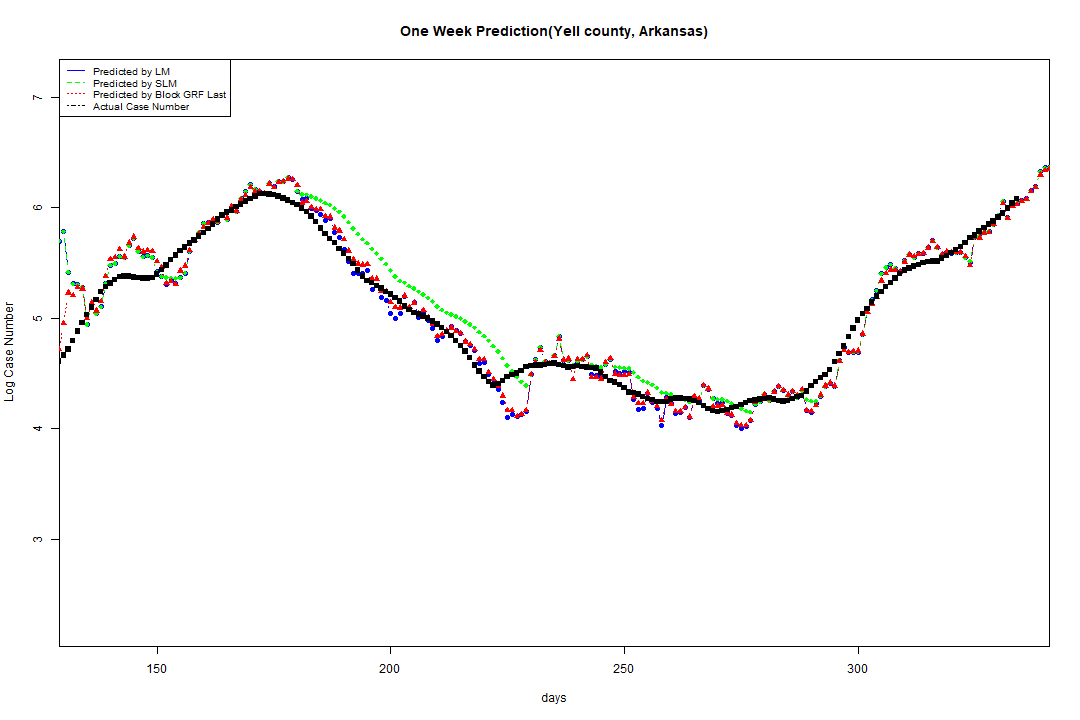 One Week Prediction(Yell county, Arkansas)
Predicted by LM
Predicted by SLM
Predicted by Block GRF Last
Actual Case Number
7
6
5
4
3
Log Case Number
150
200
250
300
days